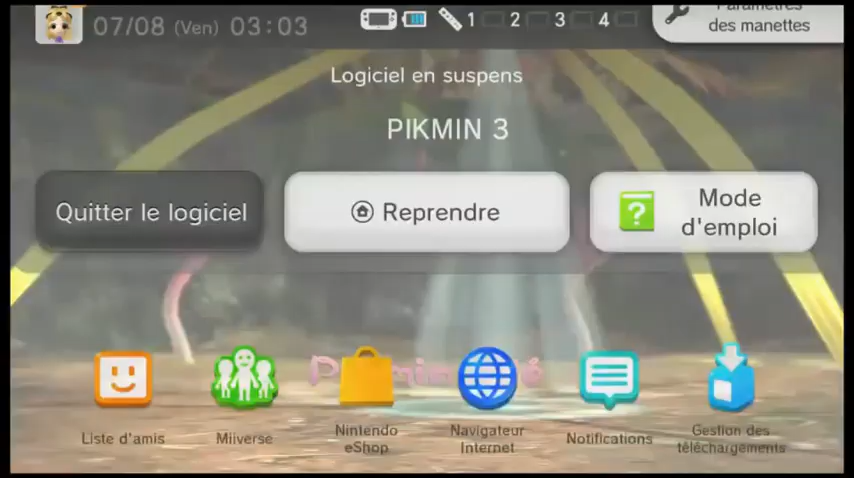 07/08 (Ven) 03:03
1 2 3 4
Paramètres
des manettes
Logiciel en suspens
PIKMIN 3
Quitter le logiciel
Reprendre
?
Mode
d'emploi
Liste d'amis
Miiverse
Nintendo
eShop
Navigateur
Internet
Notifications
Gestion des
téléchargements